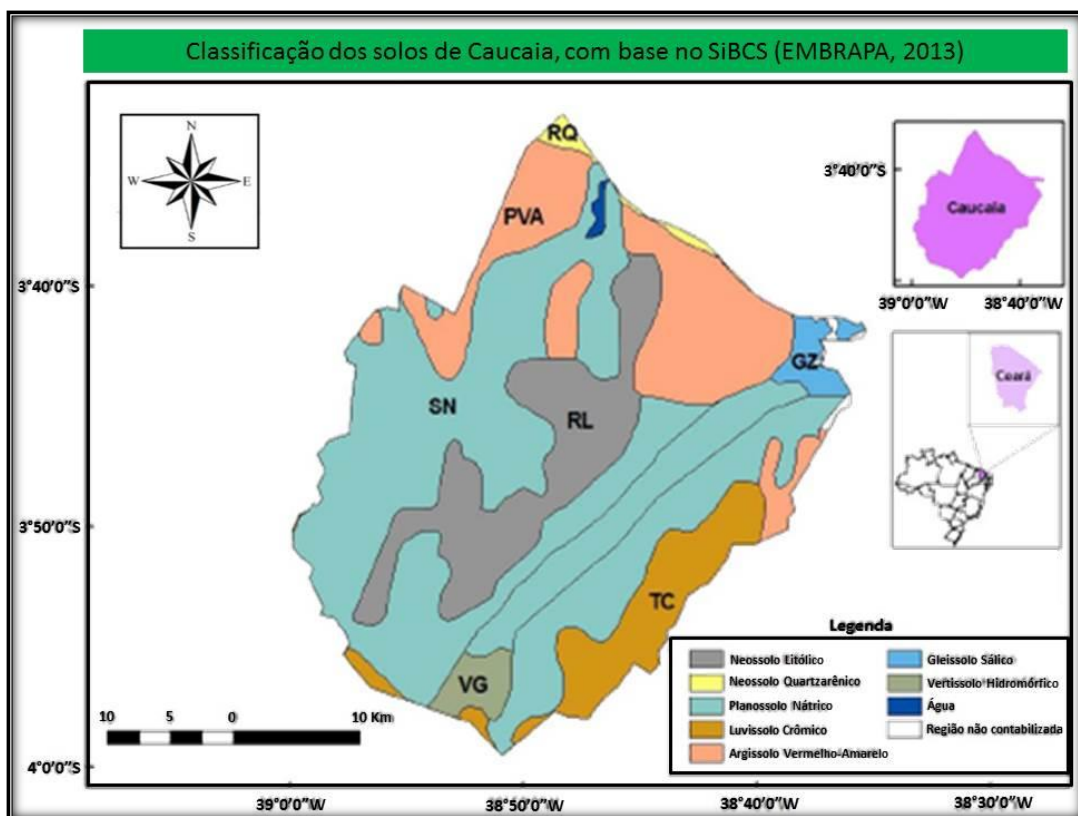 Classificação dos solos de Caucaia, com base no SiBCS (EMBRAPA, 2013)
N
W
E
S
RQ
PVA
SN
RL
GZ
TC
VG
3°40'0"S
3°50'0"S
4°0'0"S
39°0'0"W
38°50'0"W
38°40'0"W
38°30'0"W
10 5 0 10 Km
3°40'0"S
Caucaia
39°0'0"W
38°40'0"W
Ceará
Legenda
Neossolo Litólico
Neossolo Quartzarênico
Planossolo Nátrico
Luvissolo Crômico
Argissolo Vermelho-Amarelo
Gleissolo Sálico
Vertissolo Hidromórfico
Água
Região não contabilizada